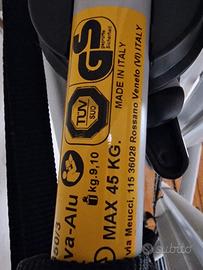 TÜV
SÜD
GS
geprüfte
Sicherheit
MADE IN ITALY
va-Alu
kg.9,10
MAX 45 KG.
via Meucci, 115 36028 Rossano Veneto (VI) ITALY
subito